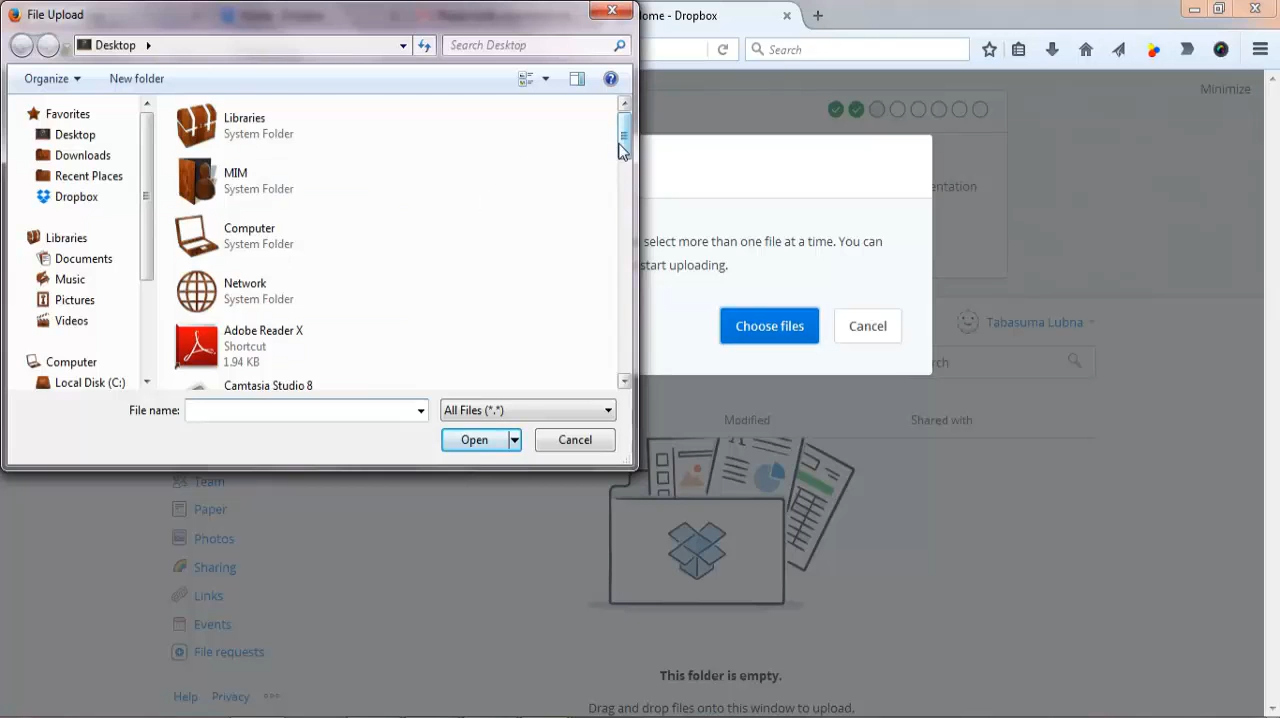 File Upload
Desktop
Search Desktop
Organize
New folder
Favorites
Desktop
Downloads
Recent Places
Dropbox
Libraries
Documents
Music
Pictures
Videos
Computer
Local Disk (C:)
Libraries
System Folder
MIM
System Folder
Computer
System Folder
Network
System Folder
Adobe Reader X
Shortcut
1.94 KB
Camtasia Studio 8
File name:
All Files (*.*)
Open
Cancel
ome - Dropbox
Search
Minimize
entation
select more than one file at a time. You can
start uploading.
Choose files
Cancel
Tabasuma Lubna
rch
Modified
Shared with
Team
Paper
Photos
Sharing
Links
Events
File requests
Help Privacy
This folder is empty.
Drag and drop files onto this window to upload.